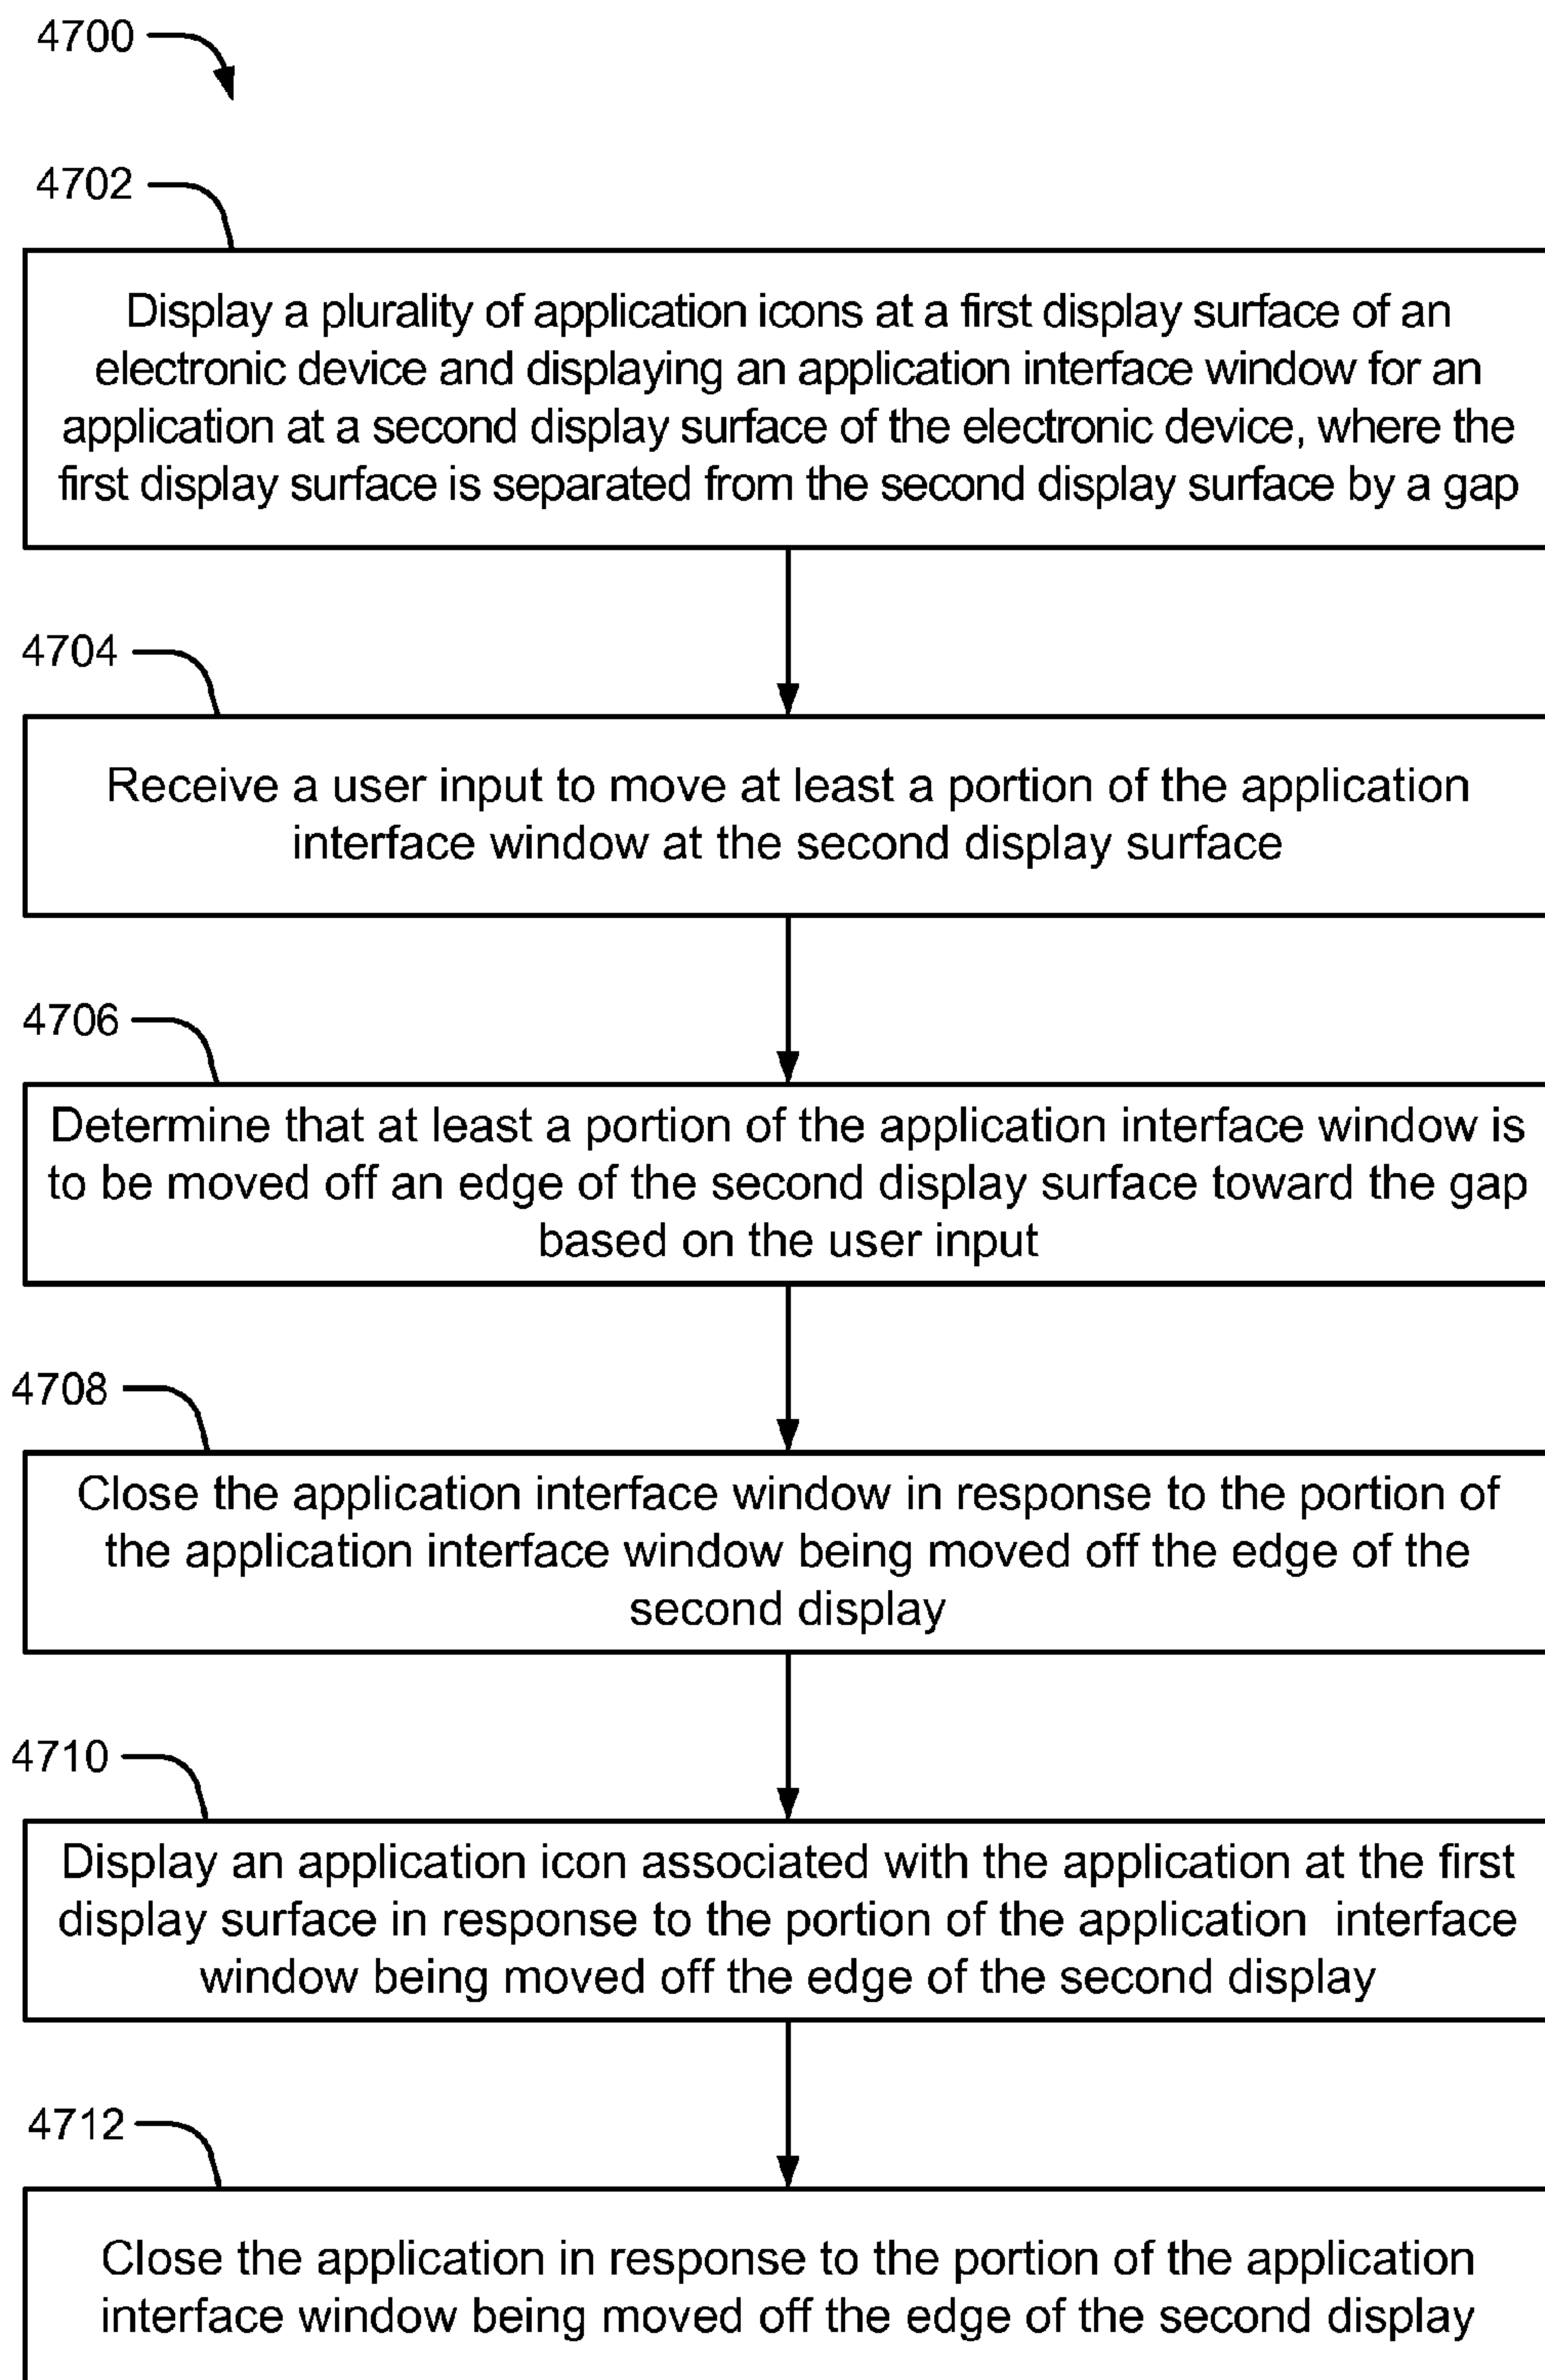 4700
4702
Display a plurality of application icons at a first display surface of an
electronic device and displaying an application interface window for an
application at a second display surface of the electronic device, where the
first display surface is separated from the second display surface by a gap
4704
Receive a user input to move at least a portion of the application
interface window at the second display surface
4706
Determine that at least a portion of the application interface window is
to be moved off an edge of the second display surface toward the gap
based on the user input
4708
Close the application interface window in response to the portion of
the application interface window being moved off the edge of the
second display
4710
Display an application icon associated with the application at the first
display surface in response to the portion of the application interface
window being moved off the edge of the second display
4712
Close the application in response to the portion of the application
interface window being moved off the edge of the second display